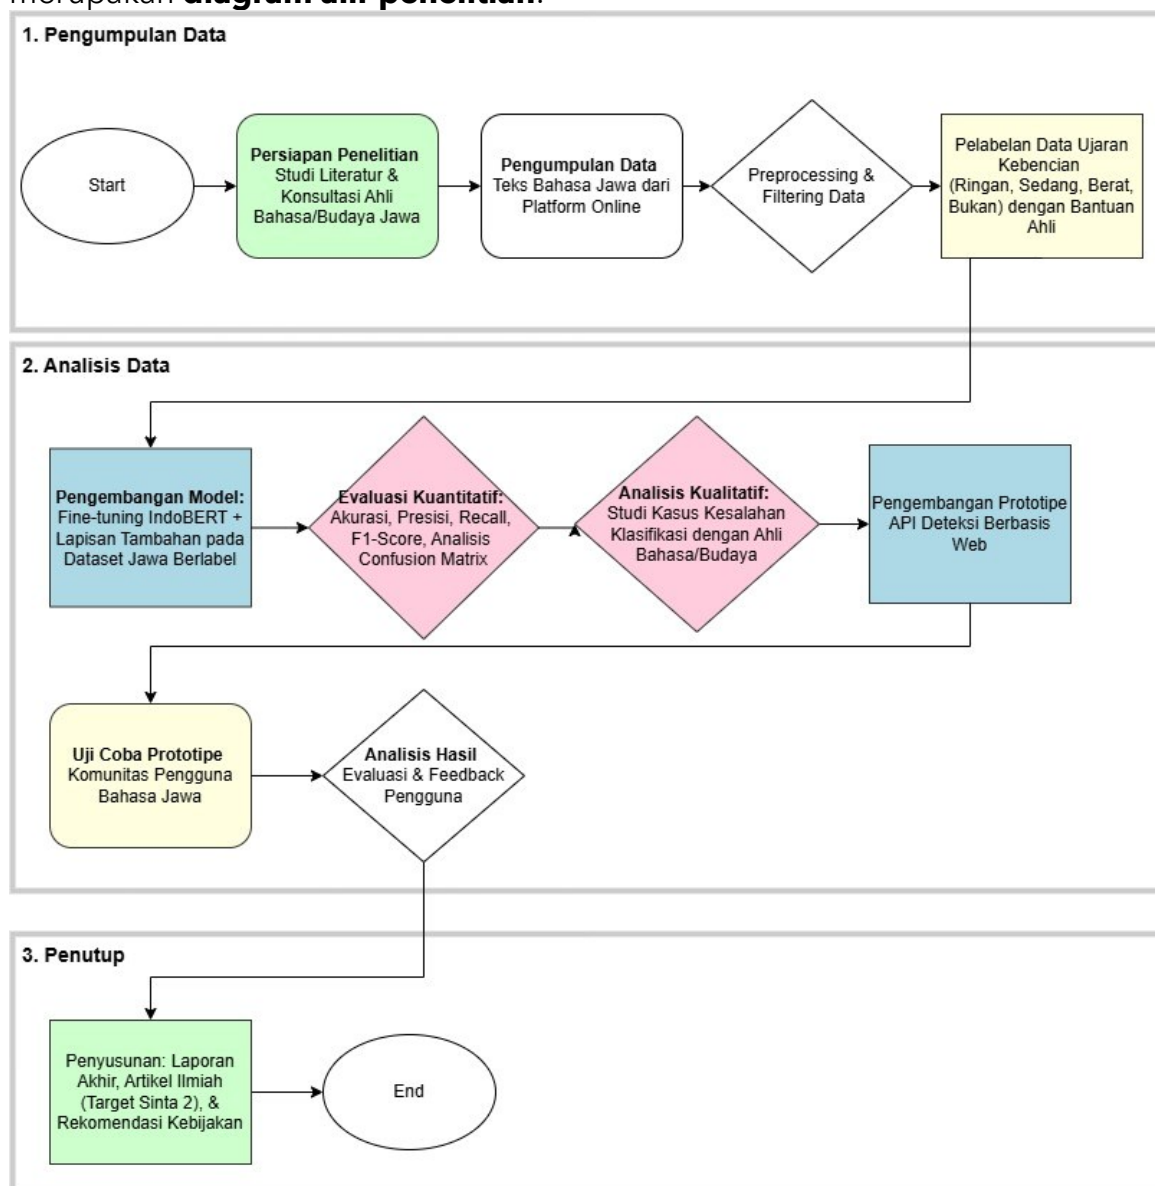 merupakan diagram alir penelitian.
1. Pengumpulan Data
Start
Persiapan Penelitian
Studi Literatur &
Konsultasi Ahli
Bahasa/Budaya Jawa
Pengumpulan Data
Teks Bahasa Jawa dari
Platform Online
Preprocessing &
Filtering Data
Pelabelan Data Ujaran
Kebencian
(Ringan, Sedang, Berat,
Bukan) dengan Bantuan
Ahli
2. Analisis Data
Pengembangan Model:
Fine-tuning IndoBERT +
Lapisan Tambahan pada
Dataset Jawa Berlabel
Evaluasi Kuantitatif:
Akurasi, Presisi, Recall,
F1-Score, Analisis
Confusion Matrix
Analisis Kualitatif:
Studi Kasus Kesalahan
Klasifikasi dengan Ahli
Bahasa/Budaya
Pengembangan Prototipe
API Deteksi Berbasis
Web
Uji Coba Prototipe
Komunitas Pengguna
Bahasa Jawa
Analisis Hasil
Evaluasi & Feedback
Pengguna
3. Penutup
Penyusunan: Laporan
Akhir, Artikel Ilmiah
(Target Sinta 2), &
Rekomendasi Kebijakan
End